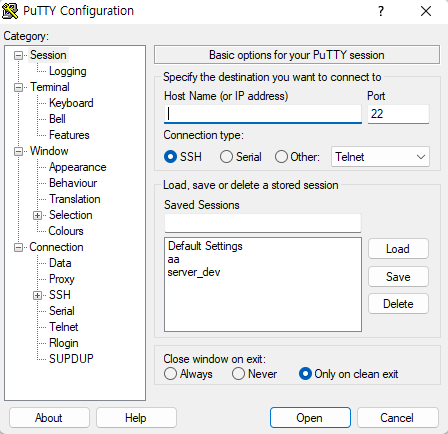 PuTTY Configuration
?
Category:
Session
Logging
Terminal
Keyboard
Bell
Features
Window
Appearance
Behaviour
Translation
Selection
Colours
Connection
Data
Proxy
SSH
Serial
Telnet
Rlogin
SUPDUP
Basic options for your PuTTY session
Specify the destination you want to connect to
Host Name (or IP address) Port
22
Connection type:
SSH Serial Other: Telnet
Load, save or delete a stored session
Saved Sessions
Default Settings
aa
server_dev
Load
Save
Delete
Close window on exit:
Always Never Only on clean exit
About Help Open Cancel